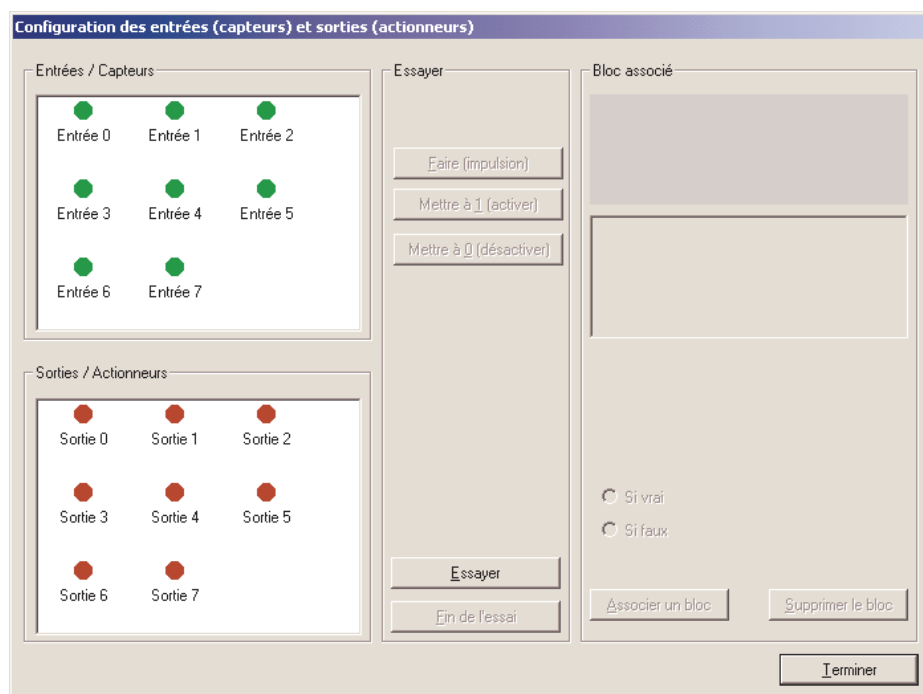 Configuration des entrées (capteurs) et sorties (actionneurs)
Entrées / Capteurs
Entrée 0 Entrée 1 Entrée 2
Entrée 3 Entrée 4 Entrée 5
Entrée 6 Entrée 7
Sorties / Actionneurs
Sortie 0 Sortie 1 Sortie 2
Sortie 3 Sortie 4 Sortie 5
Sortie 6 Sortie 7
Essayer
Faire (impulsion)
Mettre à 1 (activer)
Mettre à 0 (désactiver)
Essayer
Fin de l'essai
Bloc associé
Si vrai
Si faux
Associer un bloc Supprimer le bloc
Terminer